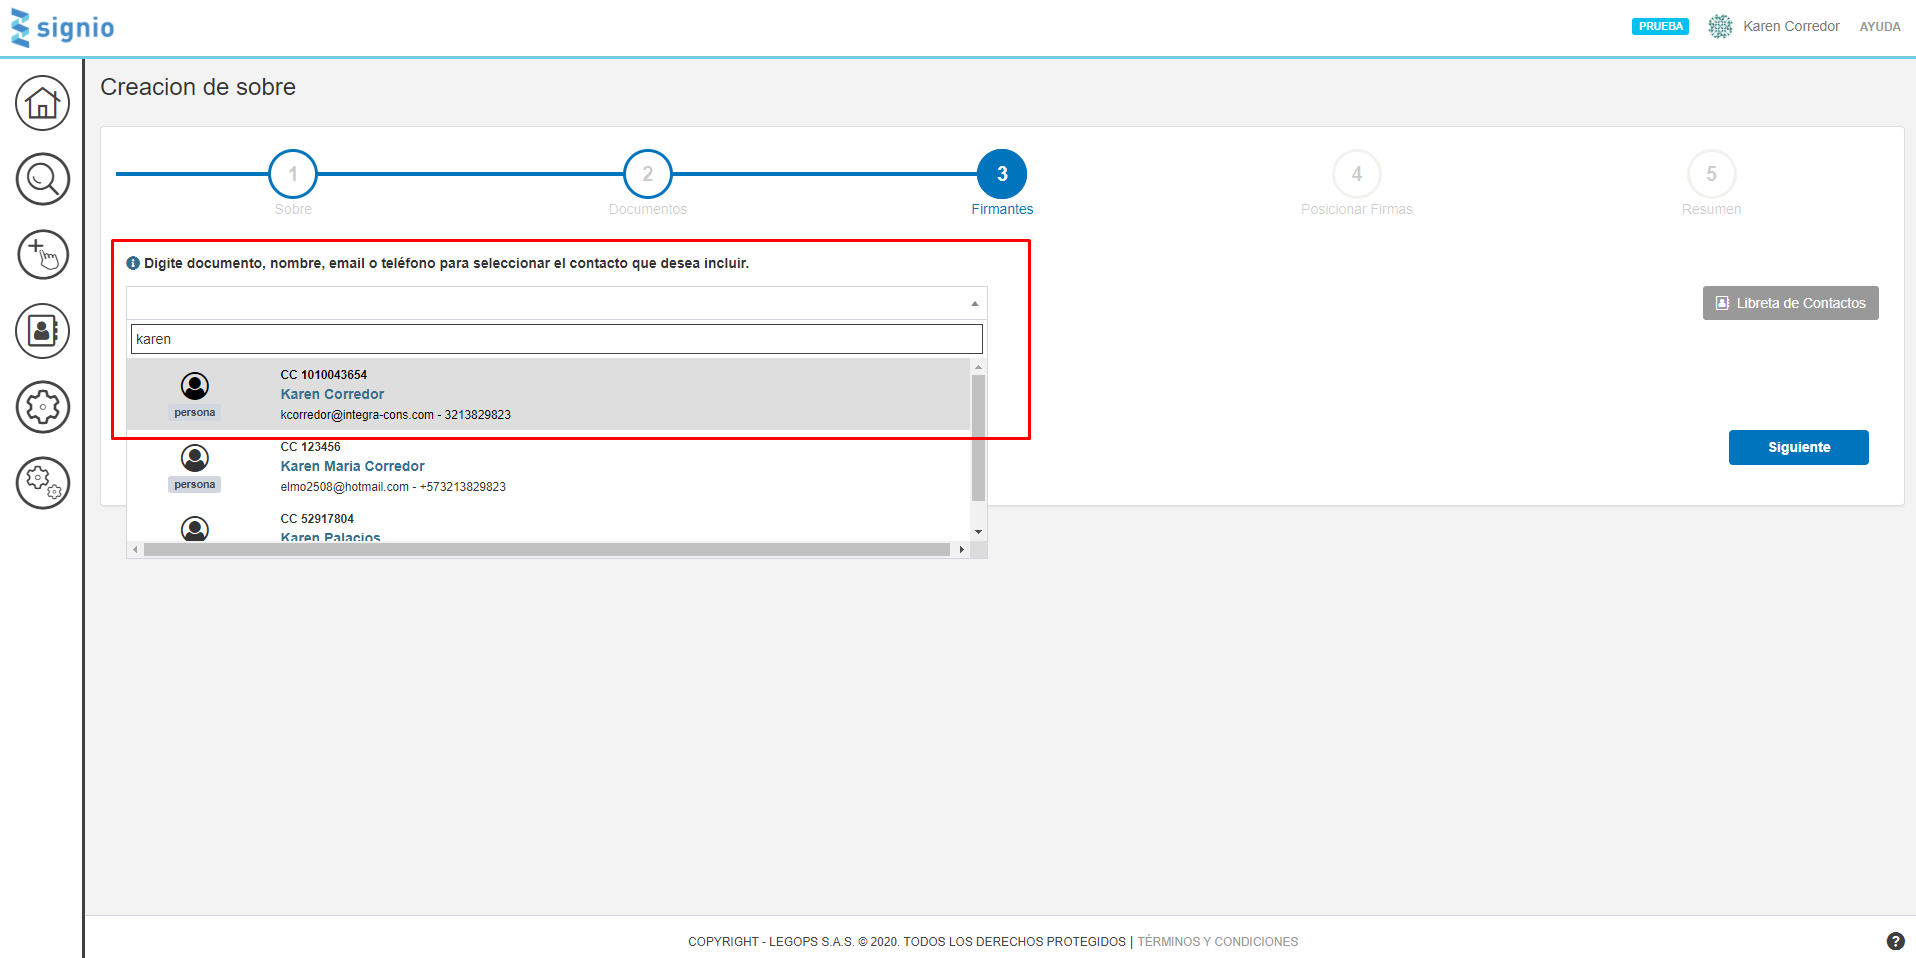 signio
PRUEBA
Karen Corredor
AYUDA
Creacion de sobre
1
2
3
4
5
Sobre
Documentos
Firmantes
Posicionar Firmas
Resumen
Digite documento, nombre, email o teléfono para seleccionar el contacto que desea incluir.
Libreta de Contactos
karen
CC 1010043654
Karen Corredor
persona
kcorredor@integra-cons.com - 3213829823
CC 123456
Karen Maria Corredor
persona
elmo2508@hotmail.com - +573213829823
CC 52917804
Karen Palacios
Siguiente
COPYRIGHT - LEGOPS S.A.S. © 2020. TODOS LOS DERECHOS PROTEGIDOS | TÉRMINOS Y CONDICIONES